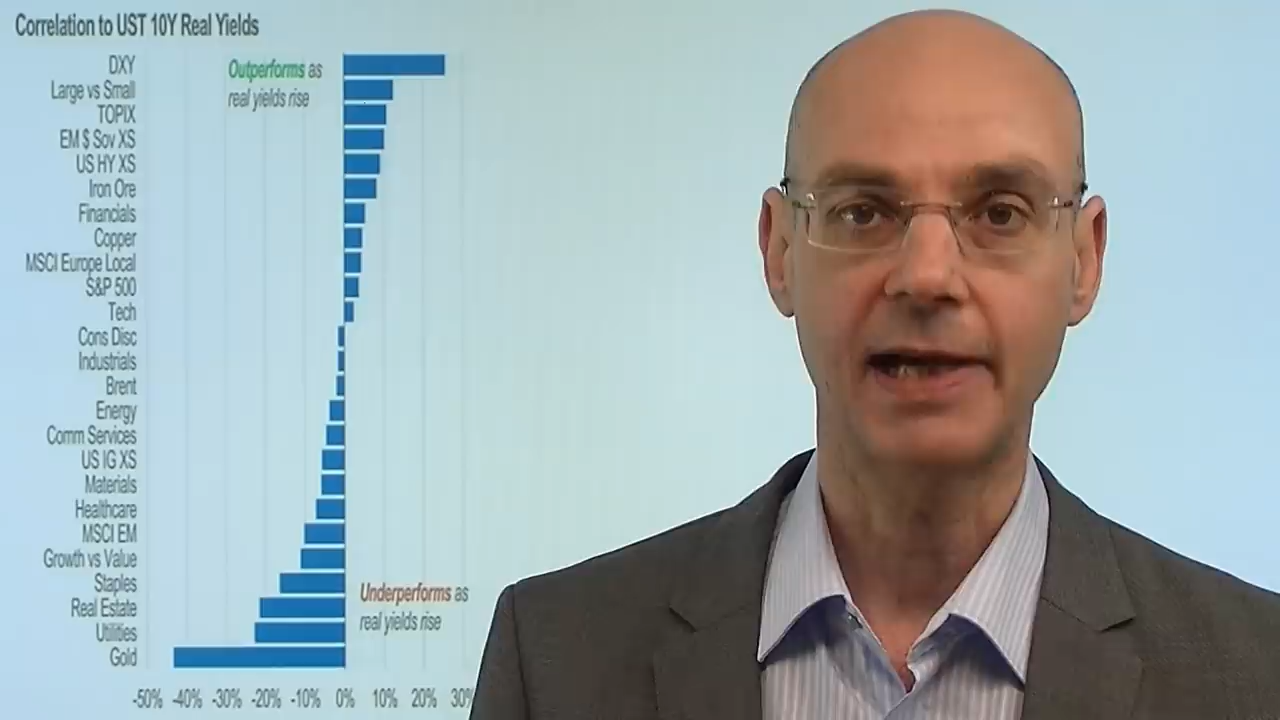 Correlation to UST 10Y Real Yields
DXY
Large vs Small
TOPIX
EM $ Sov XS
US HY XS
Iron Ore
Financials
Copper
MSCI Europe Local
S&P 500
Tech
Cons Disc
Industrials
Brent
Energy
Comm Services
US IG XS
Materials
Healthcare
MSCI EM
Growth vs Value
Staples
Real Estate
Utilities
Gold
Outperforms as
real yields rise
Underperforms as
real yields rise
-50% -40% -30% -20% -10% 0% 10% 20% 30%